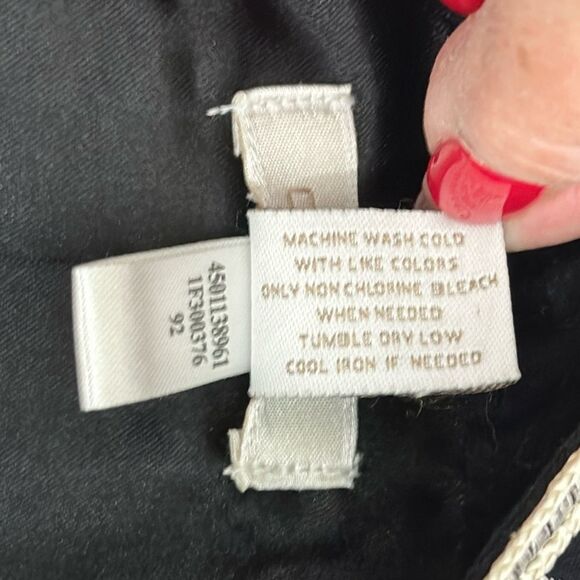 MACHINE WASH COLD
WITH LIKE COLORS
ONLY NON CHLORINE BLEACH
WHEN NEEDED
TUMBLE DRY LOW
COOL IRON IF NEEDED
4501138961
1F300376
92